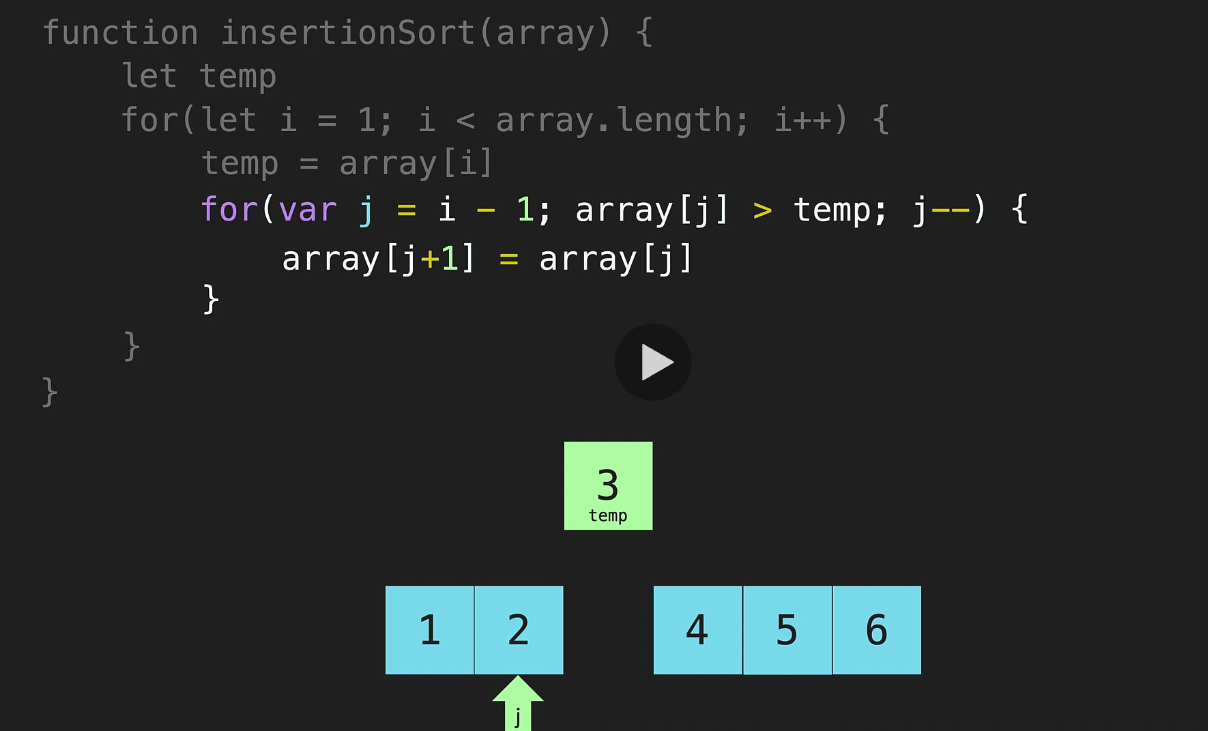 function insertionSort(array) {
let temp
for(let i = 1; i < array.length; i++) {
temp = array[i]
for(var j = i - 1; array[j] > temp; j--) {
array[j+1] = array[j]
}
}
}
3
temp
1 2 4 5 6
j